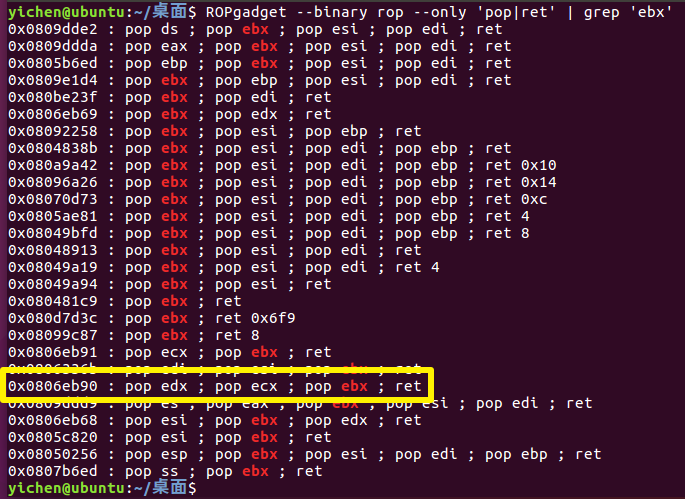 yichen@ubuntu:~/桌面$ ROPgadget --binary rop --only 'pop|ret' | grep 'ebx'
0x0809dde2 : pop ds ; pop ebx ; pop esi ; pop edi ; ret
0x0809ddda : pop eax ; pop ebx ; pop esi ; pop edi ; ret
0x0805b6ed : pop ebp ; pop ebx ; pop esi ; pop edi ; ret
0x0809e1d4 : pop ebx ; pop ebp ; pop esi ; pop edi ; ret
0x080be23f : pop ebx ; pop edi ; ret
0x0806eb69 : pop ebx ; pop edx ; ret
0x08092258 : pop ebx ; pop esi ; pop ebp ; ret
0x0804838b : pop ebx ; pop esi ; pop edi ; pop ebp ; ret
0x080a9a42 : pop ebx ; pop esi ; pop edi ; pop ebp ; ret 0x10
0x08096a26 : pop ebx ; pop esi ; pop edi ; pop ebp ; ret 0x14
0x08070d73 : pop ebx ; pop esi ; pop edi ; pop ebp ; ret 0xc
0x0805ae81 : pop ebx ; pop esi ; pop edi ; pop ebp ; ret 4
0x08049bfd : pop ebx ; pop esi ; pop edi ; pop ebp ; ret 8
0x08048913 : pop ebx ; pop esi ; pop edi ; ret
0x08049a19 : pop ebx ; pop esi ; pop edi ; ret 4
0x08049a94 : pop ebx ; pop esi ; ret
0x080481c9 : pop ebx ; ret
0x080d7d3c : pop ebx ; ret 0x6f9
0x08099c87 : pop ebx ; ret 8
0x0806eb91 : pop ecx ; pop ebx ; ret
: pop edi ; pop esi ; pop ebx ; ret
0x0806eb90 : pop edx ; pop ecx ; pop ebx ; ret
: pop es ; pop eax ; pop ebx ; pop esi ; pop edi ; ret
0x0806eb68 : pop esi ; pop ebx ; pop edx ; ret
0x0805c820 : pop esi ; pop ebx ; ret
0x08050256 : pop esp ; pop ebx ; pop esi ; pop edi ; pop ebp ; ret
0x0807b6ed : pop ss ; pop ebx ; ret
yichen@ubuntu:~/桌面$